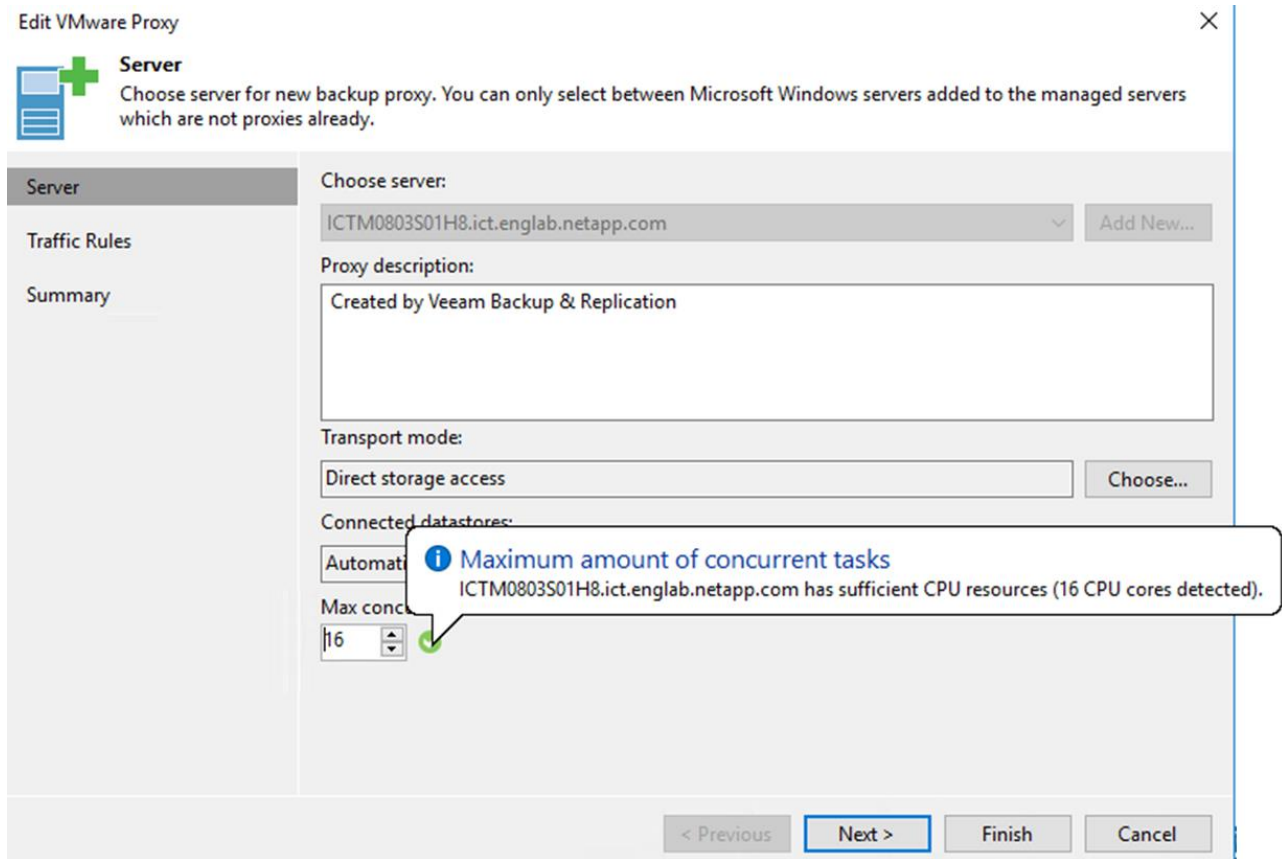 Edit VMware Proxy
Server
Choose server for new backup proxy. You can only select between Microsoft Windows servers added to the managed servers
which are not proxies already.
Server
Traffic Rules
Summary
Choose server:
ICTM0803S01H8.ict.englab.netapp.com
Add New...
Proxy description:
Created by Veeam Backup & Replication
Transport mode:
Direct storage access
Choose...
Connected datastores:
Automati
Maximum amount of concurrent tasks
ICTM0803S01H8.ict.englab.netapp.com has sufficient CPU resources (16 CPU cores detected).
Max concu
16
< Previous
Next >
Finish
Cancel